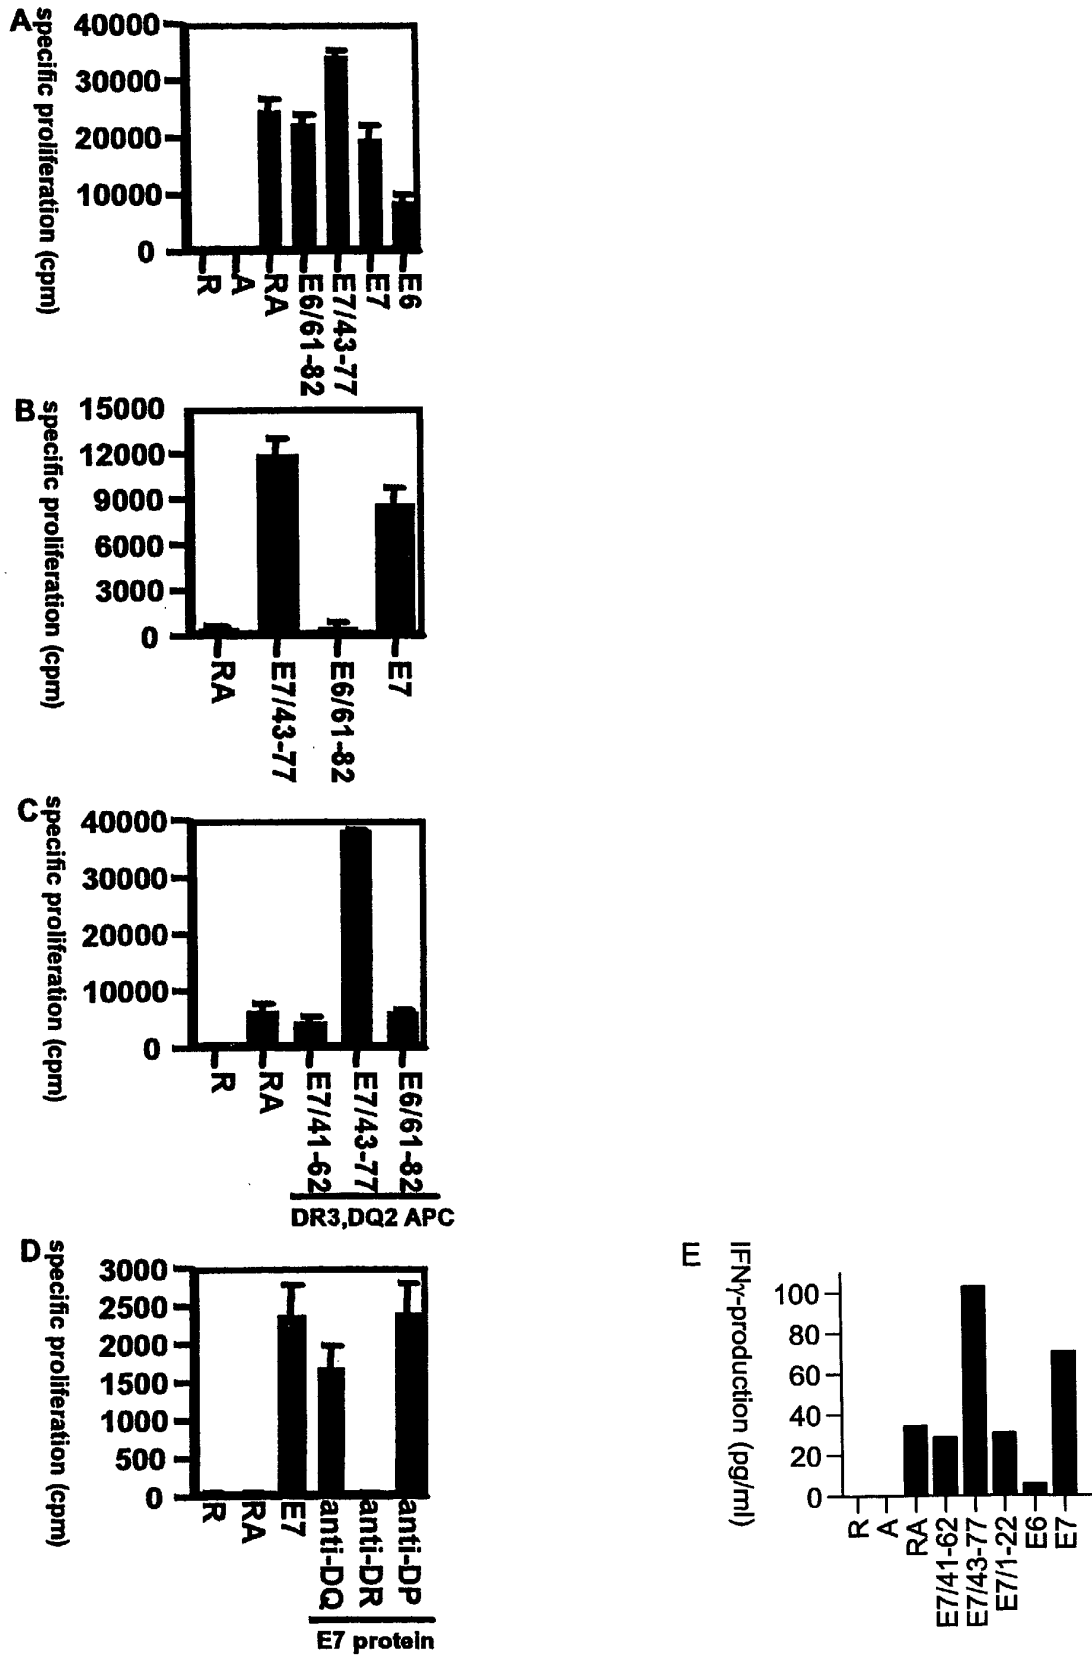 A
specific proliferation (cpm)
40000
30000
20000
10000
0
R
A
RA
E6/61-82
E7/43-77
E7
E6
B
specific proliferation (cpm)
15000
12000
9000
6000
3000
0
RA
E7/43-77
E6/61-82
E7
C
specific proliferation (cpm)
40000
30000
20000
10000
0
R
RA
E7/41-62
E7/43-77
E6/61-82
DR3,DQ2 APC
D
specific proliferation (cpm)
3000
2500
2000
1500
1000
500
0
R
RA
E7
anti-DQ
anti-DR
anti-DP
E7 protein
E
IFNγ-production (pg/ml)
100
80
60
40
20
0
R
A
RA
E7/41-62
E7/43-77
E7/1-22
E6
E7